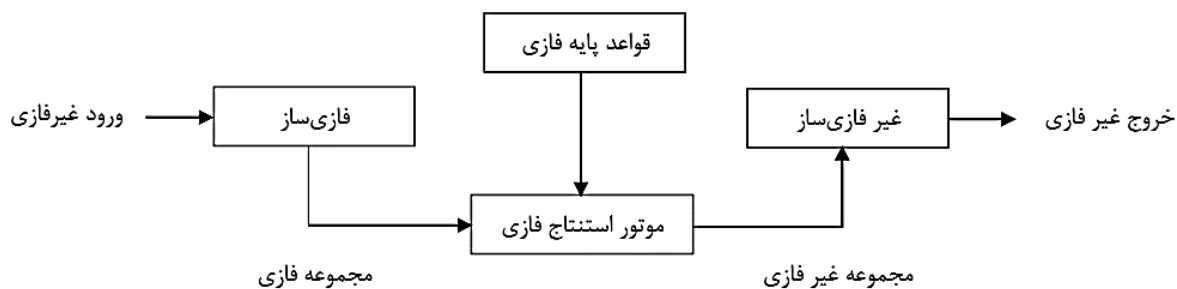 قواعد پایه فازی
ورود غیرفازی
فازی‌ساز
غیر فازی‌ساز
خروج غیر فازی
موتور استنتاج فازی
مجموعه فازی
مجموعه غیر فازی